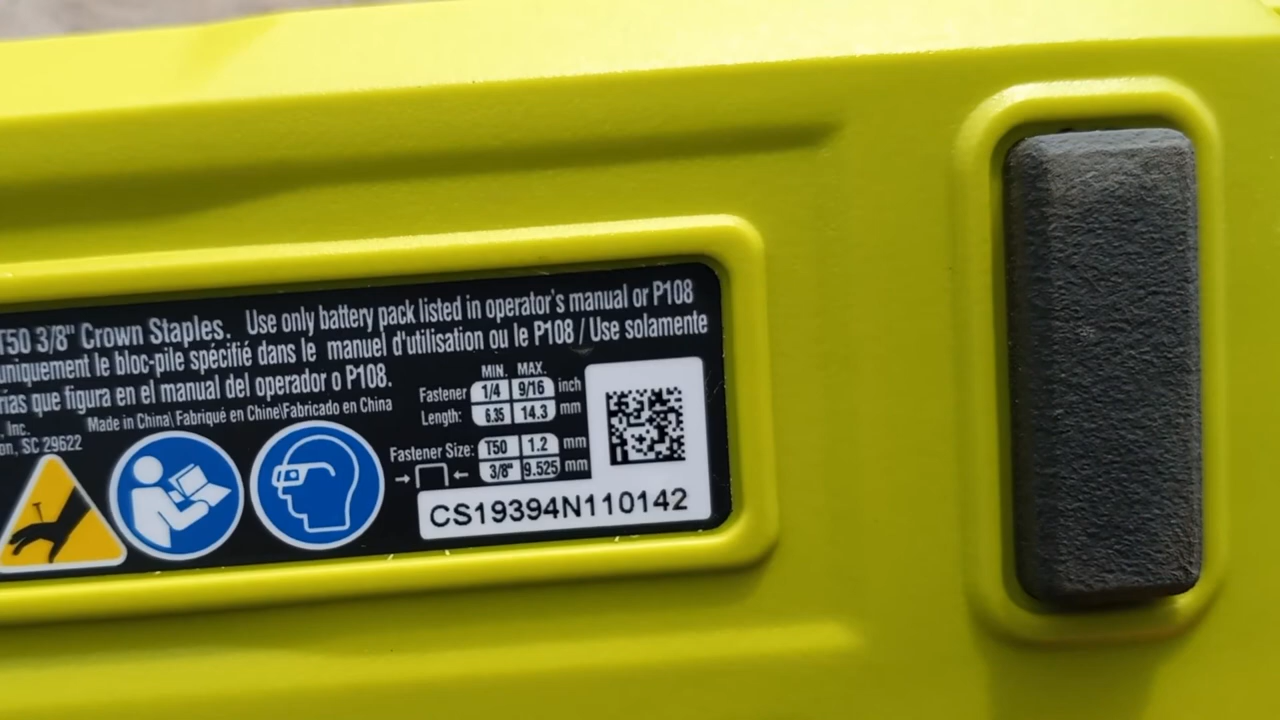 T50 3/8" Crown Staples. Use only battery pack listed in operator's manual or P108
uniquement le bloc-pile spécifié dans le manuel d'utilisation ou le P108 / Use solamente
rías que figura en el manual del operador o P108.
, Inc.
Made in China\ Fabriqué en Chine\Fabricado en China
on, SC 29622
MIN. MAX.
Fastener Length: 1/4 9/16 inch
6.35 14.3 mm
Fastener Size: T50 1.2 mm
3/8" 9.525 mm
CS19394N110142